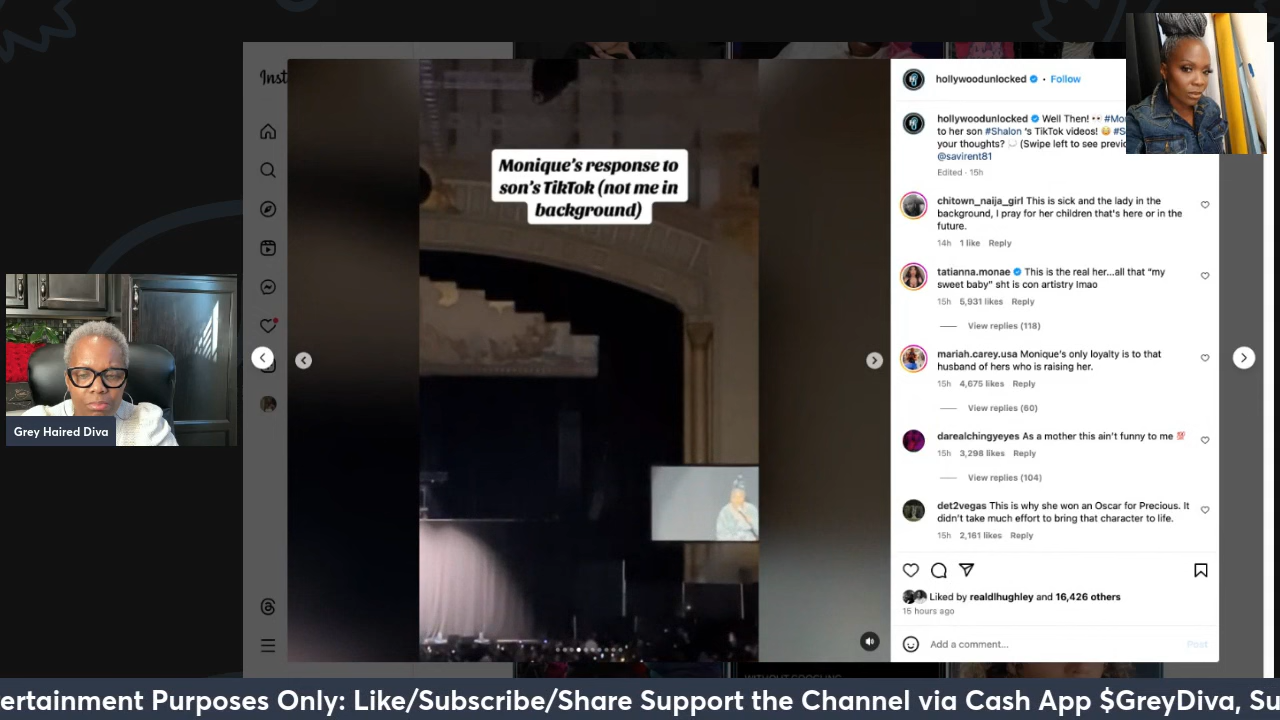 Inst
Monique's response to
son's TikTok (not me in
background)
Grey Haired Diva
hollywoodunlocked • Follow
hollywoodunlocked Well Then! 👀 #Mo
to her son #Shalon 's TikTok videos! 😩 #S
your thoughts? 💭 (Swipe left to see previo
@savirent81
Edited · 15h
chitown_naija_girl This is sick and the lady in the
background, I pray for her children that's here or in the
future.
14h 1 like Reply
tatianna.monae This is the real her...all that “my
sweet baby” sht is con artistry lmao
15h 5,931 likes Reply
View replies (118)
mariah.carey.usa Monique's only loyalty is to that
husband of hers who is raising her.
15h 4,675 likes Reply
View replies (60)
darealchingyeyes As a mother this ain't funny to me 💯
15h 3,298 likes Reply
View replies (104)
det2vegas This is why she won an Oscar for Precious. It
didn't take much effort to bring that character to life.
15h 2,161 likes Reply
Liked by realdlhughley and 16,426 others
15 hours ago
Add a comment...
Post
WITHOUT GOOGLING
ertainment Purposes Only: Like/Subscribe/Share Support the Channel via Cash App $GreyDiva, Su